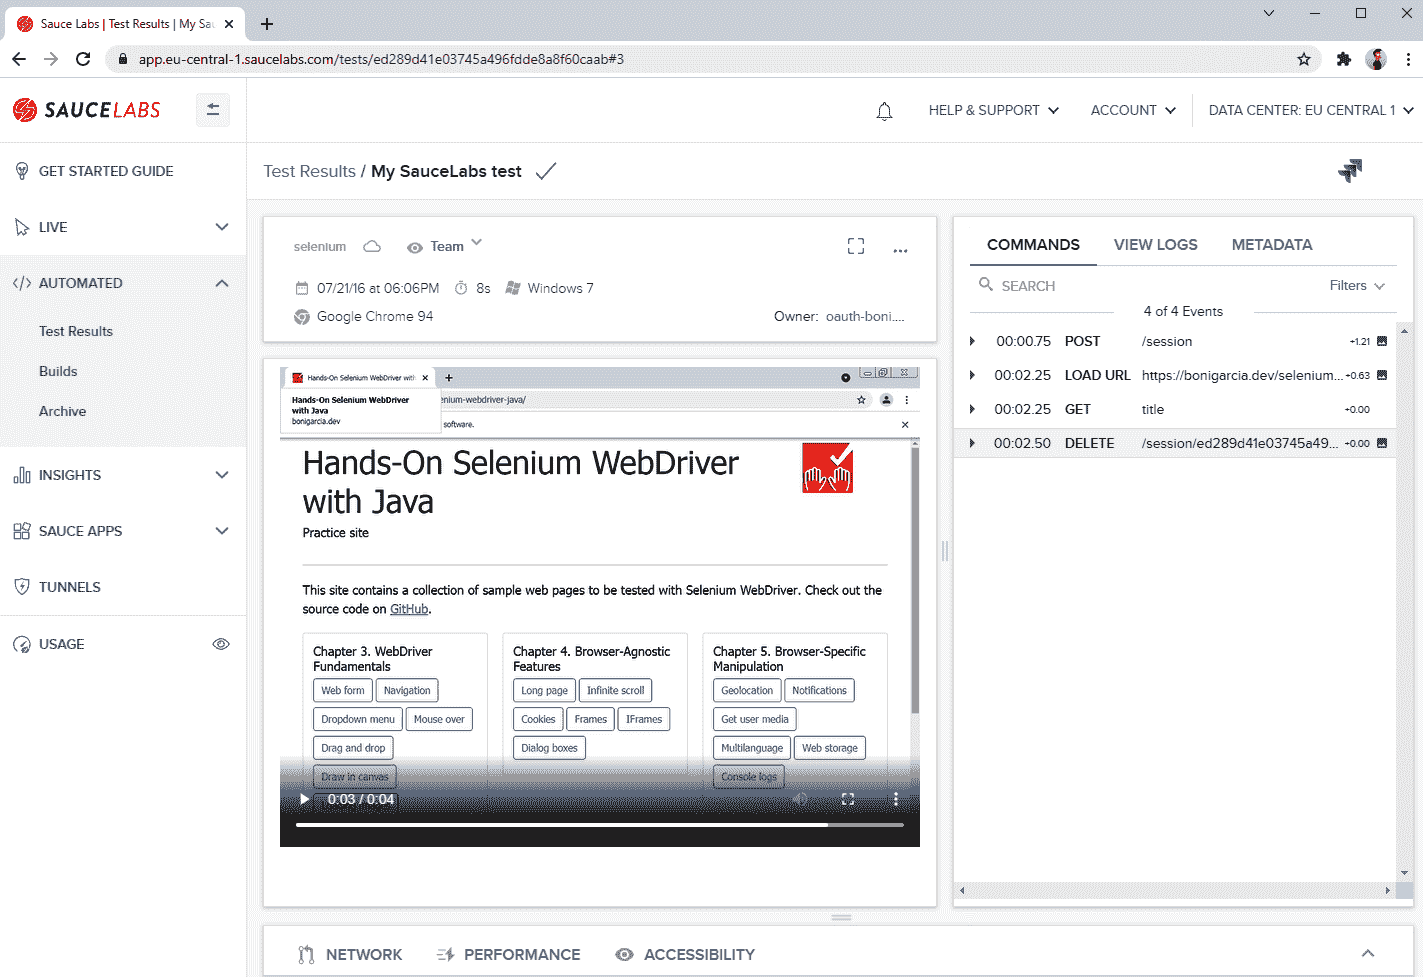 Sauce Labs | Test Results | My Sau
app.eu-central-1.saucelabs.com/tests/ed289d41e03745a496fdde8a8f60caab#3
SAUCELABS
HELP & SUPPORT
ACCOUNT
DATA CENTER: EU CENTRAL 1
GET STARTED GUIDE
LIVE
AUTOMATED
Test Results
Builds
Archive
INSIGHTS
SAUCE APPS
TUNNELS
USAGE
Test Results / My SauceLabs test
selenium
Team
...
07/21/16 at 06:06PM 8s Windows 7
Google Chrome 94
Owner: oauth-boni....
Hands-On Selenium WebDriver with
Hands-On Selenium WebDriver
with Java
bonigarcia.dev
enium-webdriver-java/
software.
Hands-On Selenium WebDriver
with Java
Practice site
This site contains a collection of sample web pages to be tested with Selenium WebDriver. Check out the
source code on GitHub.
Chapter 3. WebDriver
Fundamentals
Web form Navigation
Dropdown menu Mouse over
Drag and drop
Draw in canvas
Chapter 4. Browser-Agnostic
Features
Long page Infinite scroll
Cookies Frames IFrames
Dialog boxes
Chapter 5. Browser-Specific
Manipulation
Geolocation Notifications
Get user media
Multilanguage Web storage
Console logs
0:03 / 0:04
COMMANDS VIEW LOGS METADATA
SEARCH Filters
4 of 4 Events
00:00.75 POST /session +1.21
00:02.25 LOAD URL https://bonigarcia.dev/selenium... +0.63
00:02.25 GET title +0.00
00:02.50 DELETE /session/ed289d41e03745a49... +0.00
NETWORK PERFORMANCE ACCESSIBILITY